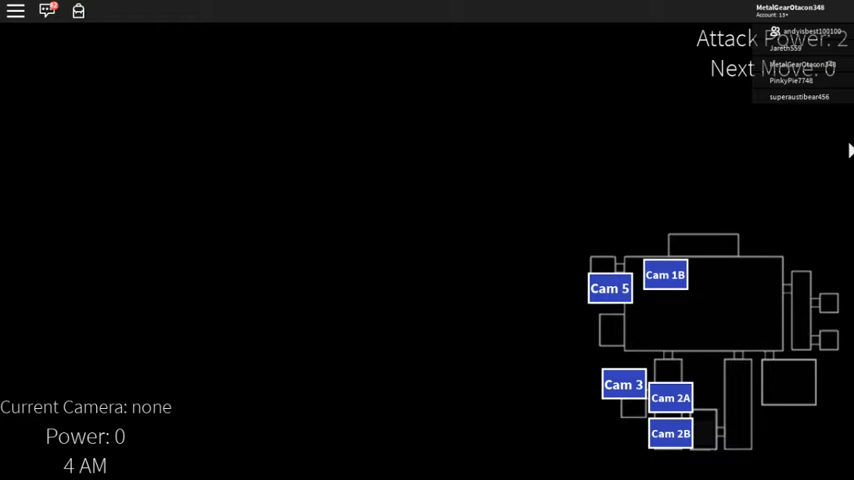 MetalGearOtacon348
Account: 13+
Attack Power: 2
andyisbest100100
Jareth559
Next Move: 0
MetalGearOtacon348
PinkyPie7748
superaustibear456
Cam 1B
Cam 5
Cam 3
Cam 2A
Cam 2B
Current Camera: none
Power: 0
4 AM